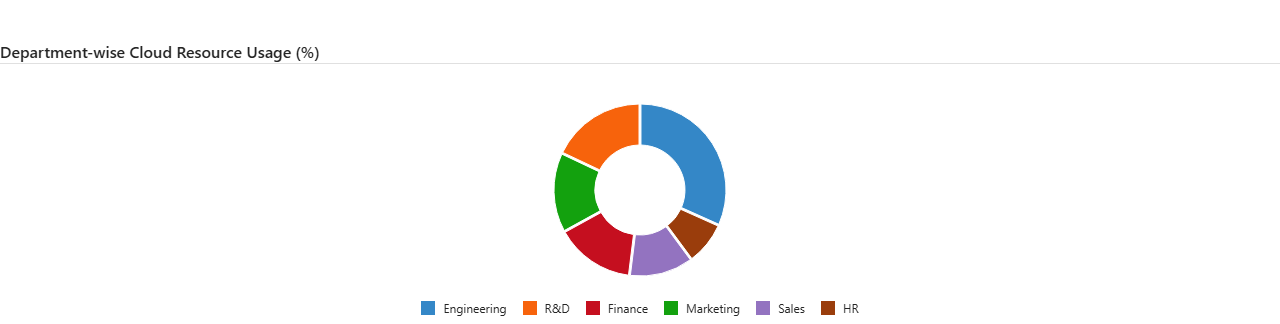 Department-wise Cloud Resource Usage (%)
Engineering R&D Finance Marketing Sales HR